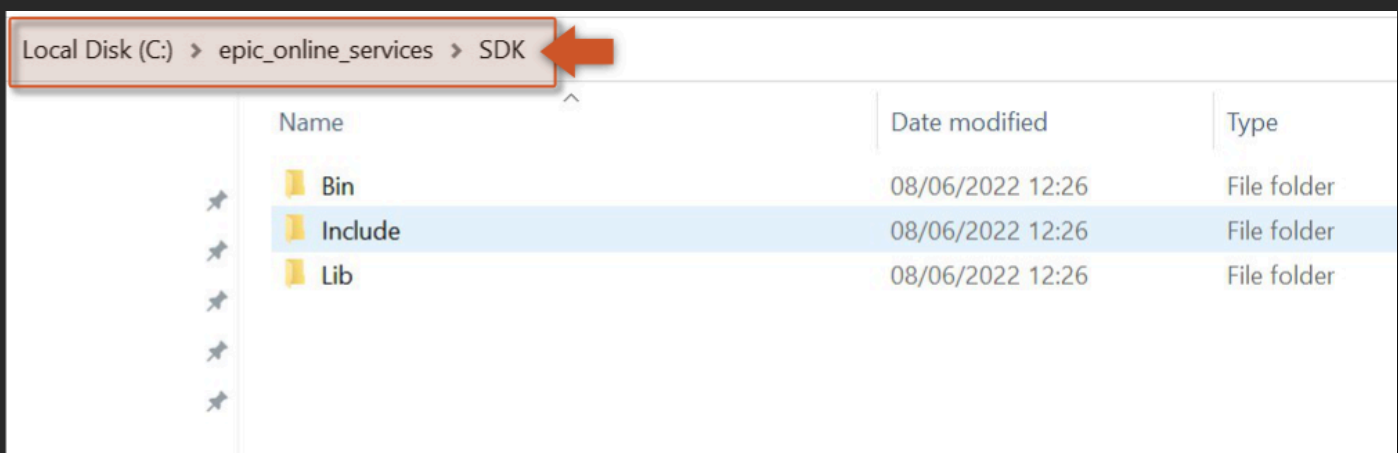 Local Disk (C:) > epic_online_services > SDK
Name Date modified Type
Bin 08/06/2022 12:26 File folder
Include 08/06/2022 12:26 File folder
Lib 08/06/2022 12:26 File folder